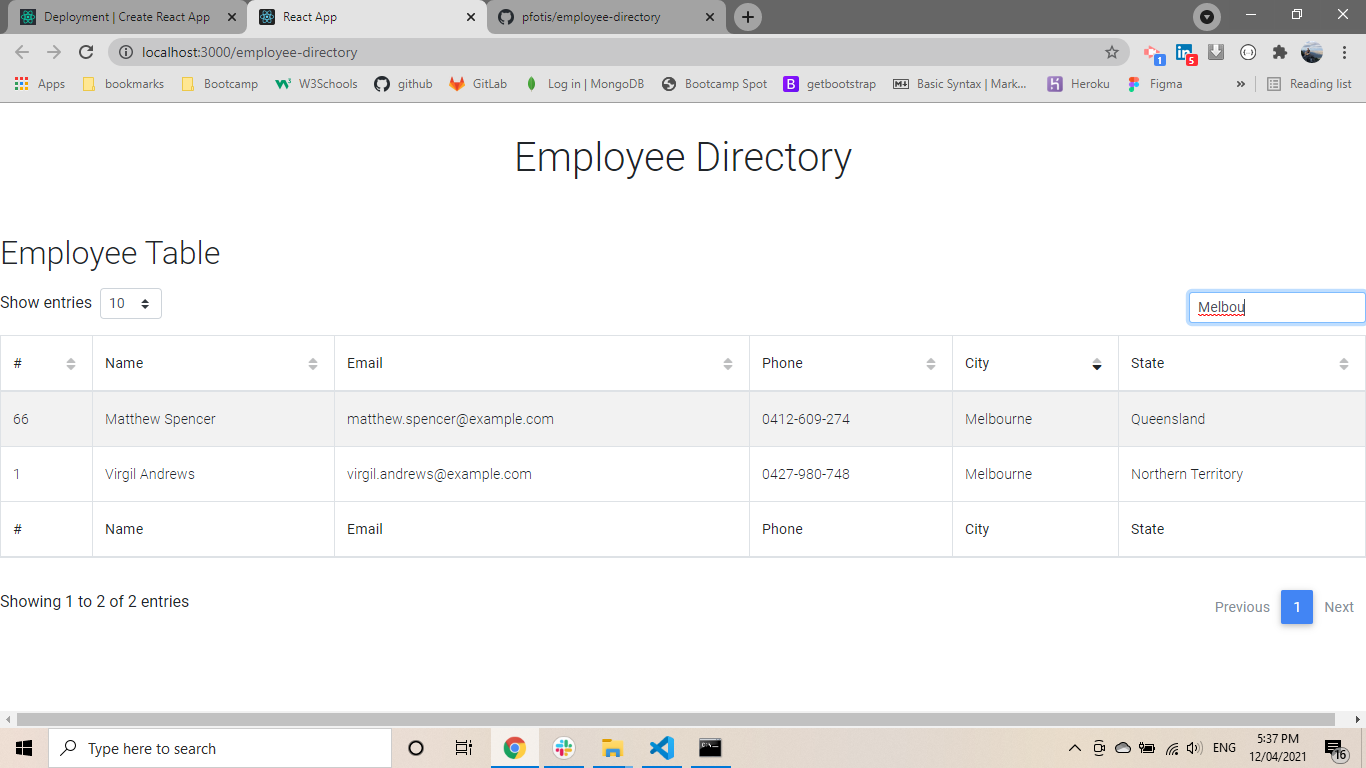 Deployment | Create React App
React App
pfotis/employee-directory
localhost:3000/employee-directory
1
5
Apps
bookmarks
Bootcamp
W3Schools
github
GitLab
Log in | MongoDB
Bootcamp Spot
B
getbootstrap
Basic Syntax | Mark...
Heroku
Figma
»
Reading list
Employee Directory
Employee Table
Show entries 10
Melbou
# Name Email Phone City State
66 Matthew Spencer matthew.spencer@example.com 0412-609-274 Melbourne Queensland
1 Virgil Andrews virgil.andrews@example.com 0427-980-748 Melbourne Northern Territory
# Name Email Phone City State
Showing 1 to 2 of 2 entries
Previous 1 Next
Type here to search
ENG
5:37 PM
12/04/2021
16